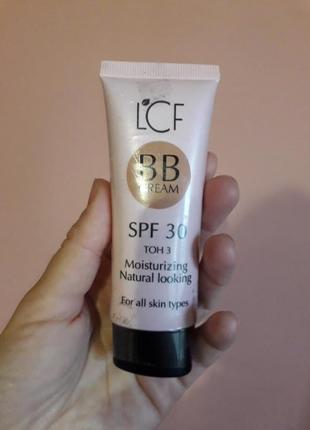 LCF
BB
CREAM
SPF 30
ТОН 3
Moisturizing
Natural looking
For all skin types